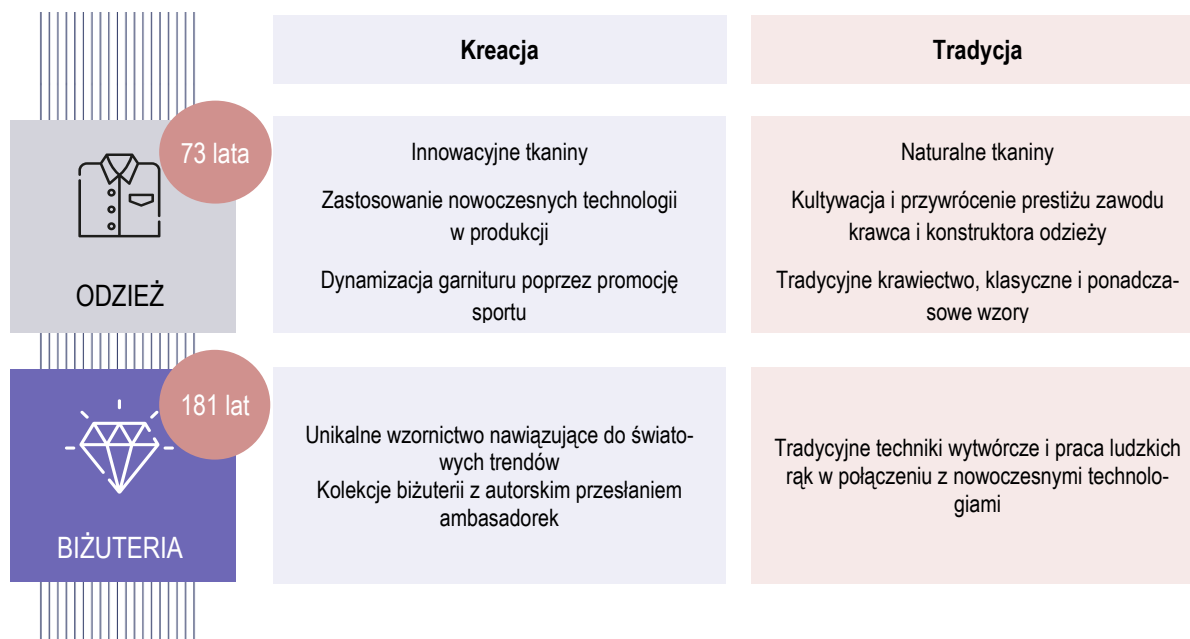 Kreacja
Tradycja
73 lata
ODZIEŻ
Innowacyjne tkaniny
Zastosowanie nowoczesnych technologii
w produkcji
Dynamizacja garnituru poprzez promocję
sportu
Naturalne tkaniny
Kultywacja i przywrócenie prestiżu zawodu
krawca i konstruktora odzieży
Tradycyjne krawiectwo, klasyczne i ponadcza-
sowe wzory
181 lat
BIŻUTERIA
Unikalne wzornictwo nawiązujące do świato-
wych trendów
Kolekcje biżuterii z autorskim przesłaniem
ambasadorek
Tradycyjne techniki wytwórcze i praca ludzkich
rąk w połączeniu z nowoczesnymi technolo-
giami